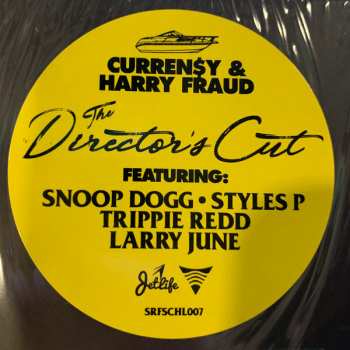 CURREN$Y &
HARRY FRAUD
The
Director's Cut
FEATURING:
SNOOP DOGG • STYLES P
TRIPPIE REDD
LARRY JUNE
Jetlife
SRFSCHL007